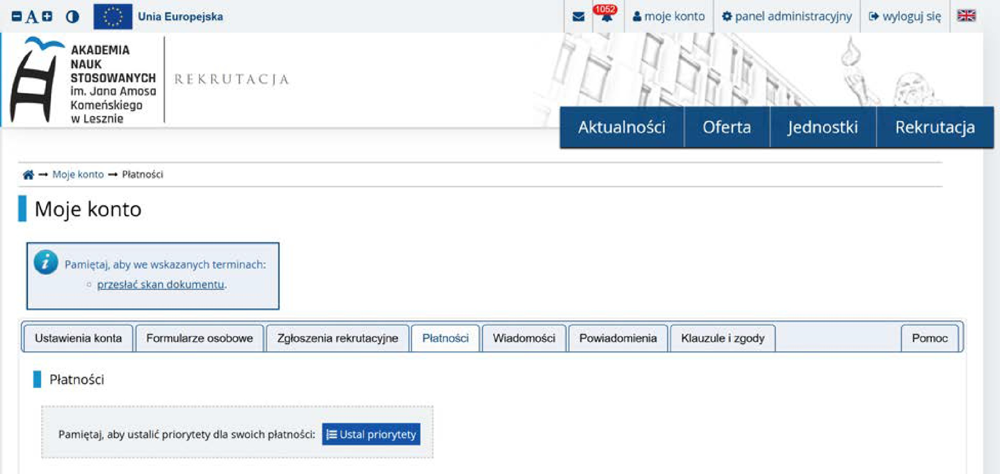 A
Unia Europejska
1052
moje konto
panel administracyjny
wyloguj się
AKADEMIA
NAUK
STOSOWANYCH
im. Jana Amosa
Komeńskiego
w Lesznie
REKRUTACJA
Aktualności
Oferta
Jednostki
Rekrutacja
Moje konto → Płatności
Moje konto
Pamiętaj, aby we wskazanych terminach:
przesłać skan dokumentu.
Ustawienia konta
Formularze osobowe
Zgłoszenia rekrutacyjne
Płatności
Wiadomości
Powiadomienia
Klauzule i zgody
Pomoc
Płatności
Pamiętaj, aby ustalić priorytety dla swoich płatności: Ustal priorytety